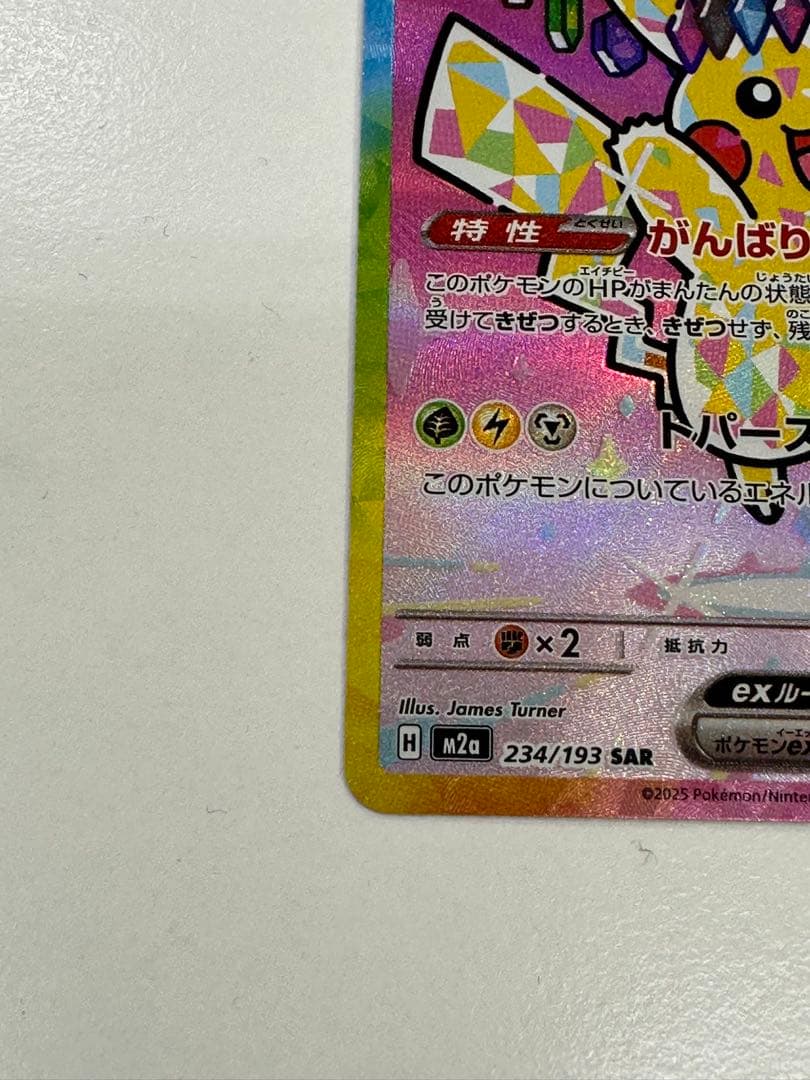 特性 とくせい がんばり
エイチピー じょうたい
このポケモンのHPがまんたんの状態
う のこ
受けてきぜつするとき、きぜつせず、残
トパーズ
このポケモンについているエネル
弱点 ×2 抵抗力
exルー
Illus. James Turner
イーエッ
H M2a 234/193 SAR ポケモンex
©2025 Pokémon/Ninten